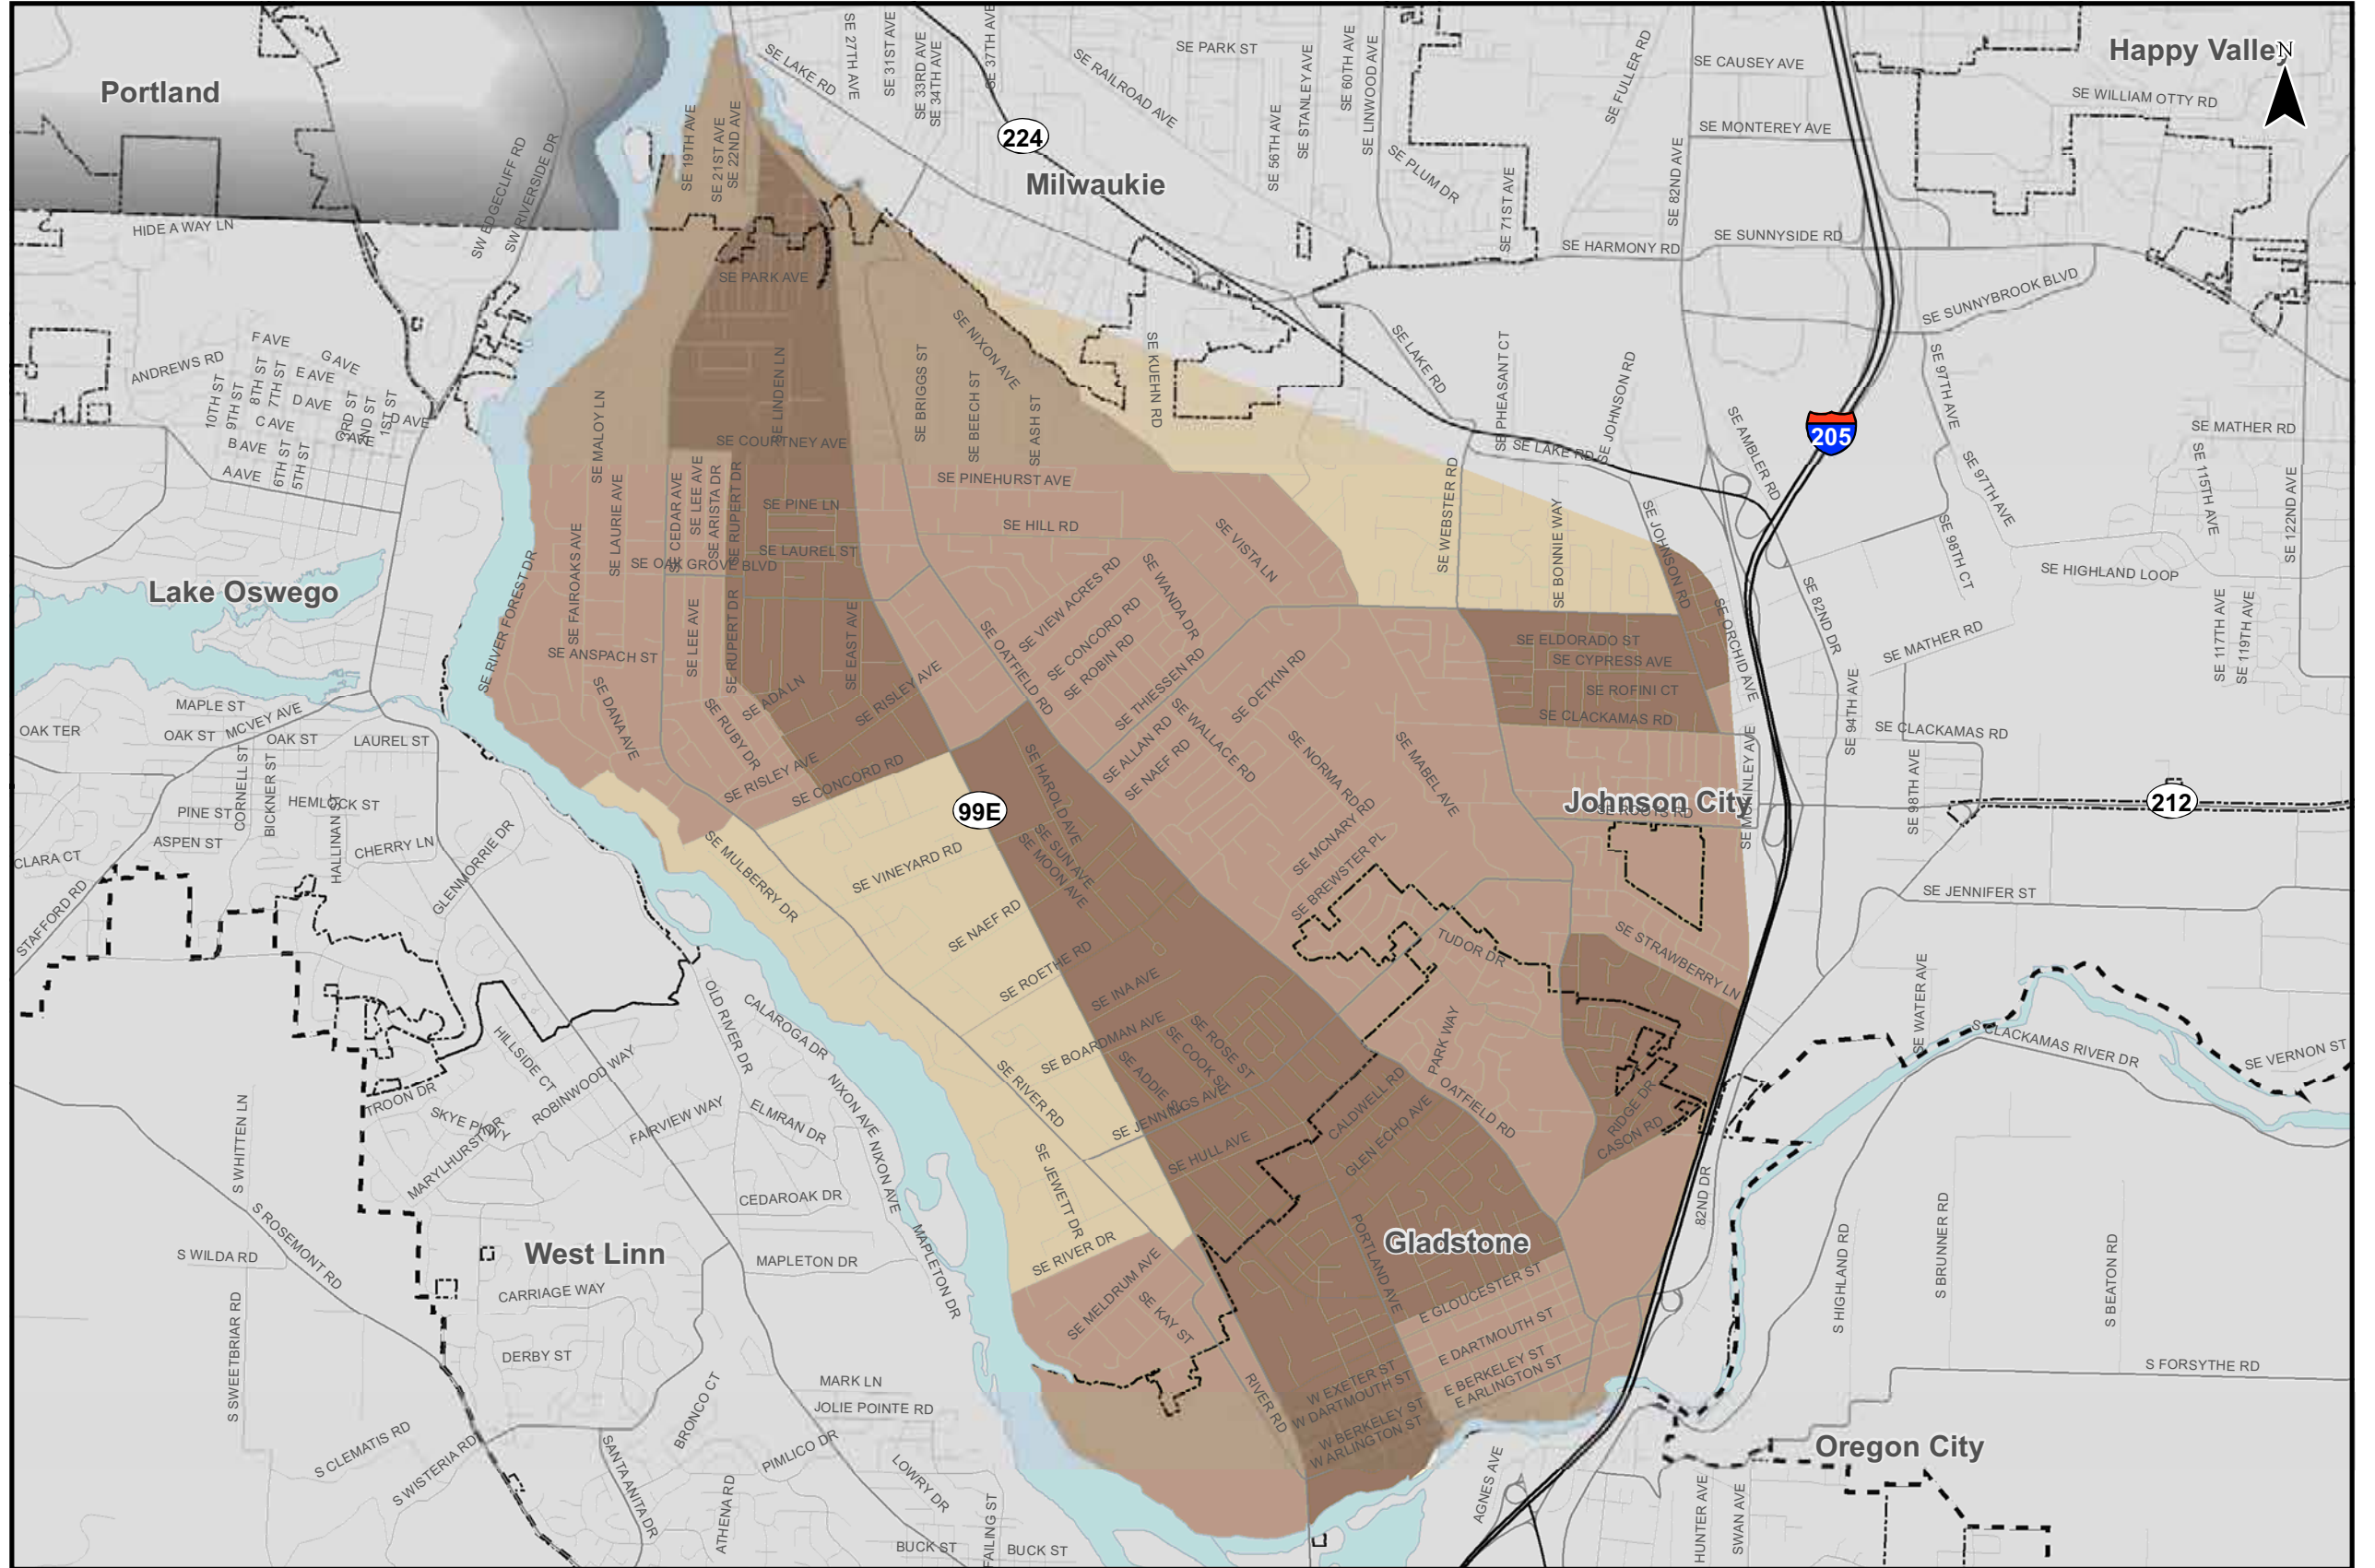 Portland
Happy Valley
N
SE LAKE RD
SE 27TH AVE
SE 31ST AVE
SE 33RD AVE
SE 34TH AVE
SE 37TH AVE
SE RAILROAD AVE
SE PARK ST
SE STANLEY AVE
SE 56TH AVE
SE 60TH AVE
SE LINWOOD AVE
SE FULLER RD
SE CAUSEY AVE
SE WILLIAM OTTY RD
SE MONTEREY AVE
224
Milwaukie
SE PLUM DR
SE 71ST AVE
SE 82ND AVE
SE HARMONY RD
SE SUNNYSIDE RD
SE SUNNYBROOK BLVD
SW EDGECLIFF RD
SW RIVERSIDE DR
HIDE A WAY LN
SE 19TH AVE
SE 21ST AVE
SE 22ND AVE
SE PARK AVE
F AVE
G AVE
ANDREWS RD
E AVE
10TH ST
9TH ST
8TH ST
7TH ST
D AVE
C AVE
B AVE
A AVE
6TH ST
5TH ST
3RD ST
2ND ST
1ST ST
D AVE
SE MALOY LN
SE LINDEN LN
SE COURTNEY AVE
SE BRIGGS ST
SE BEECH ST
SE NIXON AVE
SE ASH ST
SE KUEHN RD
SE LAKE RD
SE PHEASANT CT
SE JOHNSON RD
SE LAKE RD
SE AMBLER RD
205
SE 97TH AVE
SE MATHER RD
SE 97TH AVE
SE 115TH AVE
SE 122ND AVE
SE 98TH CT
SE HIGHLAND LOOP
SE FAIROAKS AVE
SE LAURIE AVE
SE CEDAR AVE
SE LEE AVE
SE ARISTA DR
SE RUPERT DR
SE PINE LN
SE LAUREL ST
SE OAK GROVE BLVD
SE PINEHURST AVE
SE HILL RD
SE VISTA LN
SE WEBSTER RD
SE BONNIE WAY
SE JOHNSON RD
SE ORCHID AVE
SE 82ND DR
SE MATHER RD
SE 117TH AVE
SE 119TH AVE
Lake Oswego
SE RIVER FOREST DR
SE ANSPACH ST
SE LEE AVE
SE RUPERT DR
SE EAST AVE
SE VIEW ACRES RD
SE CONCORD RD
SE ROBIN RD
SE WANDA DR
SE OATFIELD RD
SE THIESSEN RD
SE OETKIN RD
SE ELDORADO ST
SE CYPRESS AVE
SE ROFINI CT
SE CLACKAMAS RD
SE 94TH AVE
SE CLACKAMAS RD
SE DANA AVE
SE RUBY DR
SE ADA LN
SE RISLEY AVE
SE RISLEY AVE
SE CONCORD RD
SE ALLAN RD
SE NAEF RD
SE WALLACE RD
SE NORMA RD
SE MABEL AVE
SE MCNARY RD
SE BREWSTER PL
MAPLE ST
MCVEY AVE
OAK TER
OAK ST
OAK ST
LAUREL ST
CORNELL ST
BICKNER ST
HEMLOCK ST
PINE ST
ASPEN ST
HALLINAN ST
CHERRY LN
CLARA CT
STAFFORD RD
GLENMORRIE DR
99E
SE HAROLD AVE
SE SUN AVE
SE MOON AVE
SE MULBERRY DR
SE VINEYARD RD
SE NAEF RD
SE ROETHE RD
Johnson City
SE ROOTS RD
SE MCKINLEY AVE
SE 98TH AVE
212
SE JENNIFER ST
SE STRAWBERRY LN
TUDOR DR
SE INA AVE
SE BOARDMAN AVE
SE ROSE ST
SE COOK ST
SE ADDIE ST
SE JENNINGS AVE
SE HULL AVE
SE RIVER RD
SE JEWETT DR
SE RIVER DR
PARK WAY
CALDWELL RD
GLEN ECHO AVE
OATFIELD RD
RIDGE DR
CASON RD
SE WATER AVE
S CLACKAMAS RIVER DR
SE VERNON ST
OLD RIVER DR
CALAROGA DR
HILLSIDE CT
ROBINWOOD WAY
TROON DR
SKYE PKWY
MARYLHURST DR
FAIRVIEW WAY
ELMRAN DR
NIXON AVE
NIXON AVE
CEDAROAK DR
MAPLETON DR
MAPLETON DR
S WHITTEN LN
S ROSEMONT RD
S WILDA RD
West Linn
CARRIAGE WAY
DERBY ST
S SWEETBRIAR RD
S CLEMATIS RD
S WISTERIA RD
SANTA ANITA DR
BRONCO CT
ATHENA RD
PIMLICO DR
MARK LN
JOLIE POINTE RD
LOWRY DR
FAILING ST
BUCK ST
BUCK ST
SE MELDRUM AVE
SE KAY ST
RIVER RD
Gladstone
PORTLAND AVE
E GLOUCESTER ST
E DARTMOUTH ST
E BERKELEY ST
E ARLINGTON ST
W EXETER ST
W DARTMOUTH ST
W BERKELEY ST
W ARLINGTON ST
82ND DR
S HIGHLAND RD
S BRUNNER RD
S BEATON RD
S FORSYTHE RD
Oregon City
AGNES AVE
HUNTER AVE
SWAN AVE